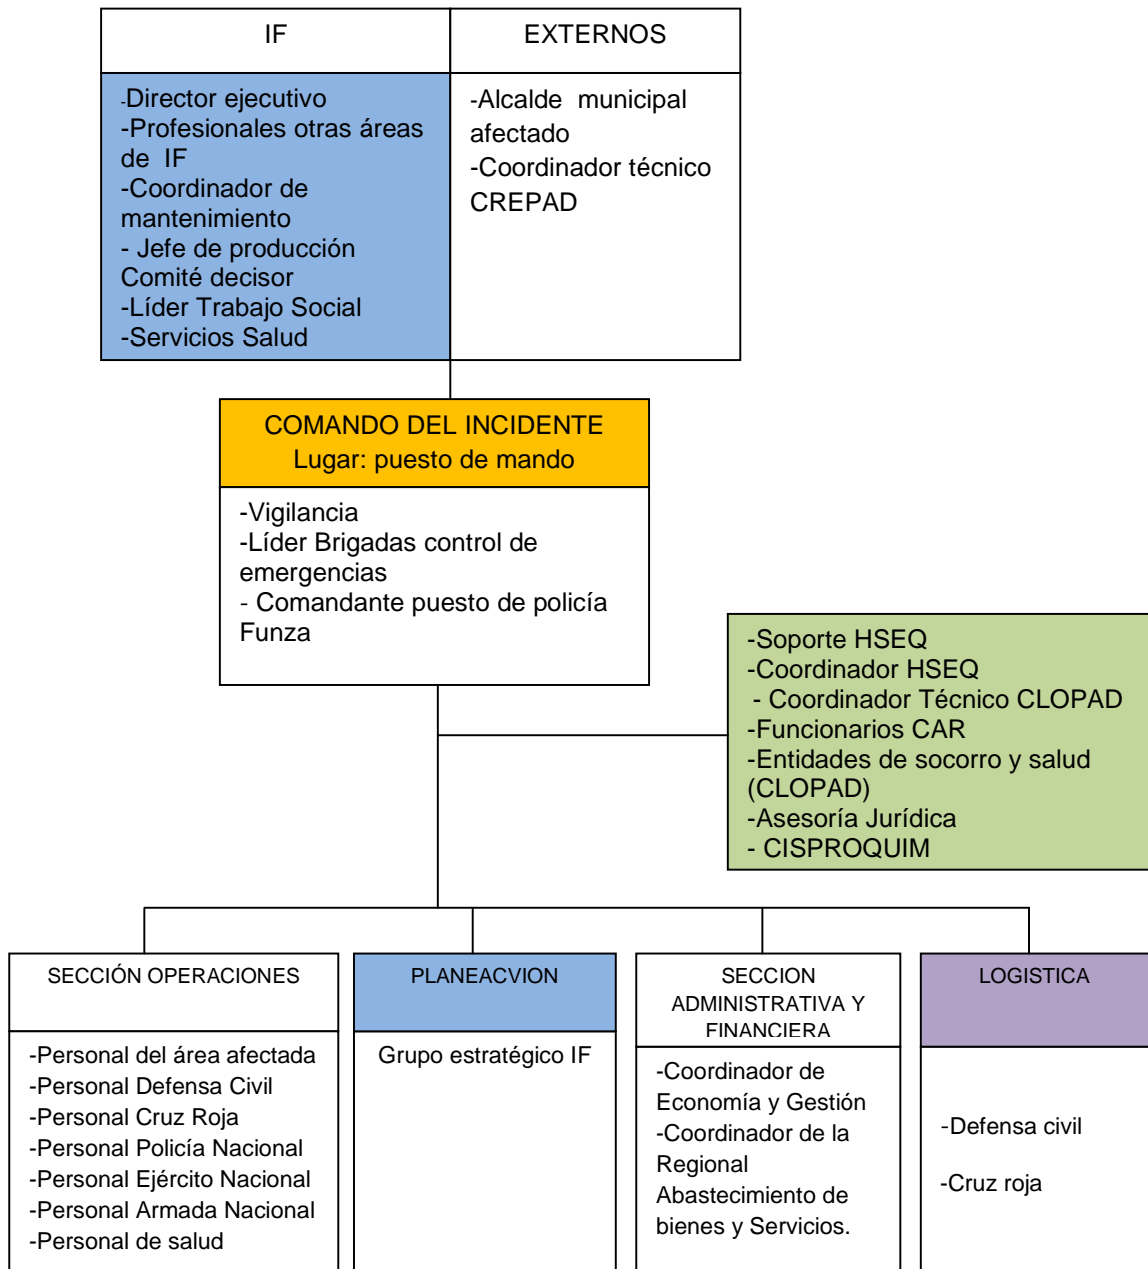 IF
EXTERNOS
-Director ejecutivo
-Profesionales otras áreas
de IF
-Coordinador de
mantenimiento
- Jefe de producción
Comité decisor
-Líder Trabajo Social
-Servicios Salud
-Alcalde municipal
afectado
-Coordinador técnico
CREPAD
COMANDO DEL INCIDENTE
Lugar: puesto de mando
-Vigilancia
-Líder Brigadas control de
emergencias
- Comandante puesto de policía
Funza
-Soporte HSEQ
-Coordinador HSEQ
- Coordinador Técnico CLOPAD
-Funcionarios CAR
-Entidades de socorro y salud
(CLOPAD)
-Asesoría Jurídica
- CISPROQUIM
SECCIÓN OPERACIONES
-Personal del área afectada
-Personal Defensa Civil
-Personal Cruz Roja
-Personal Policía Nacional
-Personal Ejército Nacional
-Personal Armada Nacional
-Personal de salud
PLANEACVION
Grupo estratégico IF
SECCION
ADMINISTRATIVA Y
FINANCIERA
-Coordinador de
Economía y Gestión
-Coordinador de la
Regional
Abastecimiento de
bienes y Servicios.
LOGISTICA
-Defensa civil
-Cruz roja